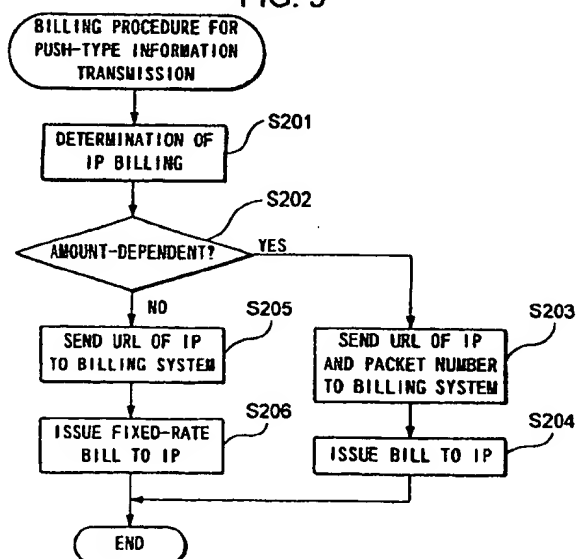 FIG.
BILLING PROCEDURE FOR
PUSH-TYPE INFORMATION
TRANSMISSION
S201
DETERMINATION OF
IP BILLING
S202
AMOUNT-DEPENDENT?
YES
NO
S205
SEND URL OF IP
TO BILLING SYSTEM
S203
SEND URL OF IP
AND PACKET NUMBER
TO BILLING SYSTEM
S206
ISSUE FIXED-RATE
BILL TO IP
S204
ISSUE BILL TO IP
END